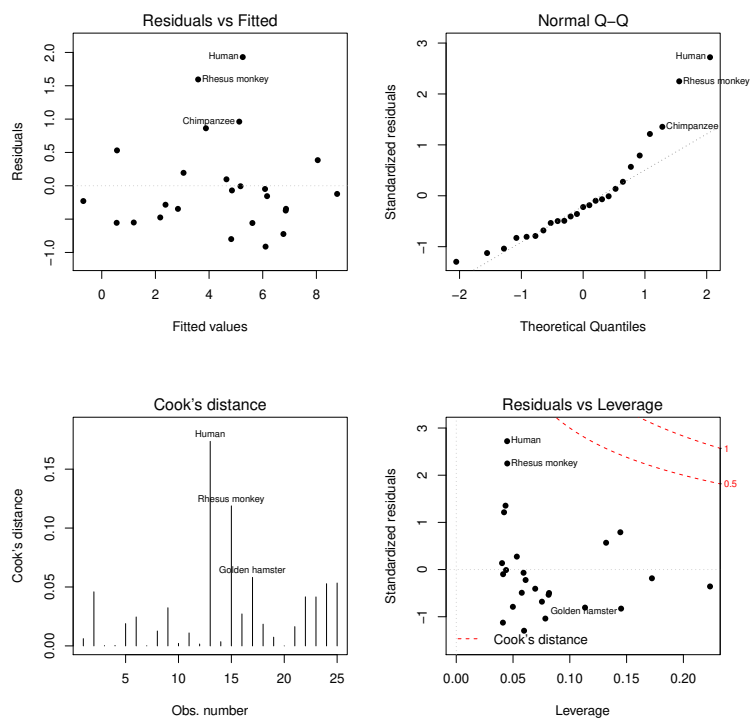 Residuals vs Fitted
Residuals
2.0
1.5
1.0
0.5
0.0
−1.0
Human
Rhesus monkey
Chimpanzee
0 2 4 6 8
Fitted values
Normal Q−Q
Standardized residuals
3
2
1
0
−1
Human
Rhesus monkey
Chimpanzee
−2 −1 0 1 2
Theoretical Quantiles
Cook's distance
Cook's distance
0.15
0.10
0.05
0.00
Human
Rhesus monkey
Golden hamster
5 10 15 20 25
Obs. number
Residuals vs Leverage
Standardized residuals
3
2
1
0
−1
Human
Rhesus monkey
Golden hamster
1
0.5
Cook's distance
0.00 0.05 0.10 0.15 0.20
Leverage